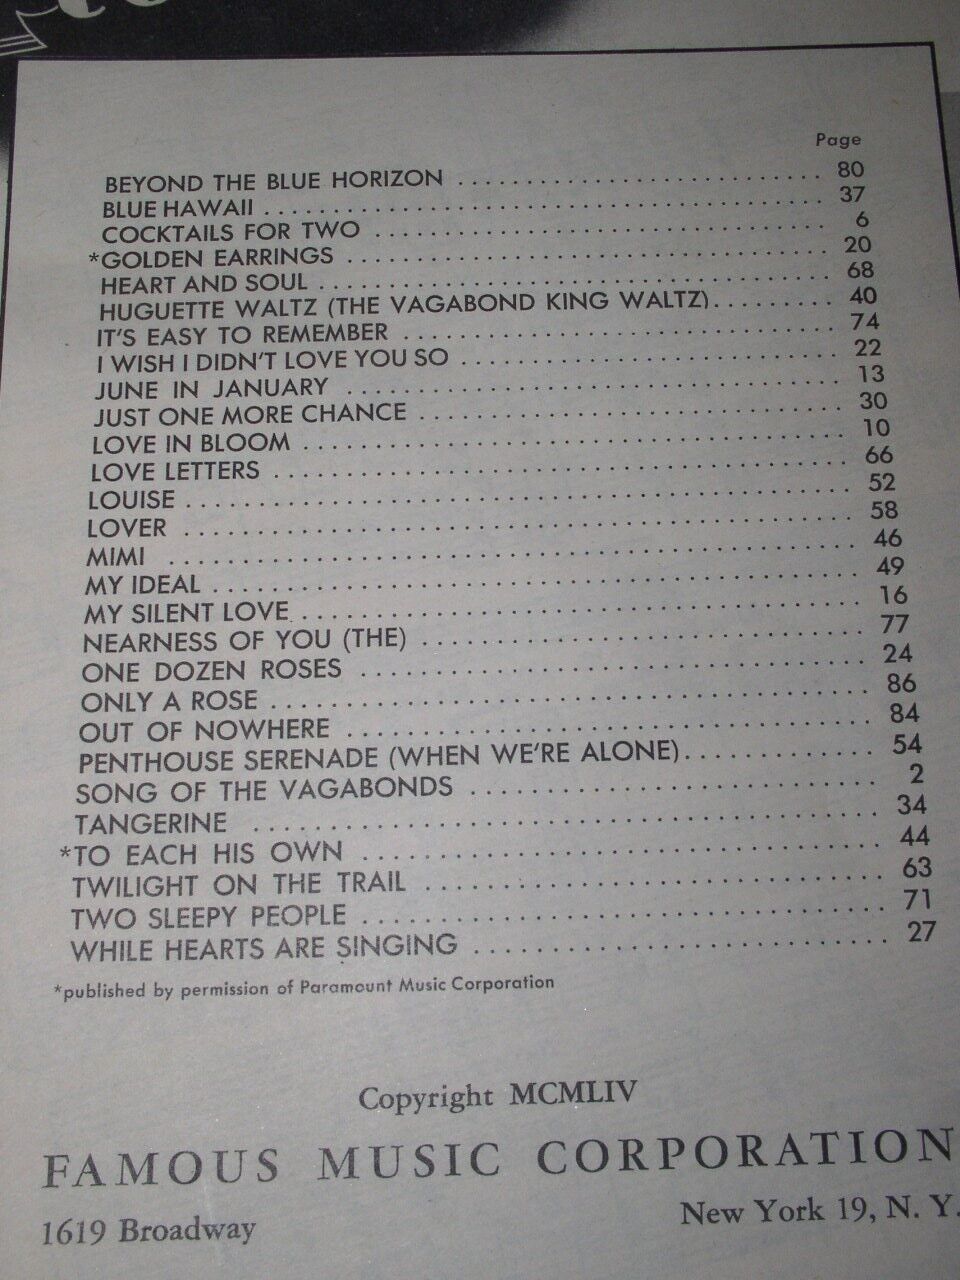 Page
BEYOND THE BLUE HORIZON . . . . . . . . . . . . . . . . . . . . . . . . . . . 80
BLUE HAWAII . . . . . . . . . . . . . . . . . . . . . . . . . . . . . . . . . . . . . . . . . . 37
COCKTAILS FOR TWO . . . . . . . . . . . . . . . . . . . . . . . . . . . . . . . . . 6
*GOLDEN EARRINGS . . . . . . . . . . . . . . . . . . . . . . . . . . . . . . . . . . . 20
HEART AND SOUL . . . . . . . . . . . . . . . . . . . . . . . . . . . . . . . . . . . . . . 68
HUGUETTE WALTZ (THE VAGABOND KING WALTZ) . . . . . . . . . 40
IT'S EASY TO REMEMBER . . . . . . . . . . . . . . . . . . . . . . . . . . . . . . . 74
I WISH I DIDN'T LOVE YOU SO . . . . . . . . . . . . . . . . . . . . . . . . . . . . 22
JUNE IN JANUARY . . . . . . . . . . . . . . . . . . . . . . . . . . . . . . . . . . . . 13
JUST ONE MORE CHANCE . . . . . . . . . . . . . . . . . . . . . . . . . . . . . . . 30
LOVE IN BLOOM . . . . . . . . . . . . . . . . . . . . . . . . . . . . . . . . . . . . . . . 10
LOVE LETTERS . . . . . . . . . . . . . . . . . . . . . . . . . . . . . . . . . . . . . . . . . 66
LOUISE . . . . . . . . . . . . . . . . . . . . . . . . . . . . . . . . . . . . . . . . . . . . . . . . 52
LOVER . . . . . . . . . . . . . . . . . . . . . . . . . . . . . . . . . . . . . . . . . . . . . . . . 58
MIMI . . . . . . . . . . . . . . . . . . . . . . . . . . . . . . . . . . . . . . . . . . . . . . . . . 46
MY IDEAL . . . . . . . . . . . . . . . . . . . . . . . . . . . . . . . . . . . . . . . . . . . . . . 49
MY SILENT LOVE . . . . . . . . . . . . . . . . . . . . . . . . . . . . . . . . . . . . . . . 16
NEARNESS OF YOU (THE) . . . . . . . . . . . . . . . . . . . . . . . . . . . . . . . 77
ONE DOZEN ROSES . . . . . . . . . . . . . . . . . . . . . . . . . . . . . . . . . . . 24
ONLY A ROSE . . . . . . . . . . . . . . . . . . . . . . . . . . . . . . . . . . . . . . . . . . 86
OUT OF NOWHERE . . . . . . . . . . . . . . . . . . . . . . . . . . . . . . . . . . . . 84
PENTHOUSE SERENADE (WHEN WE'RE ALONE) . . . . . . . . . . . . . 54
SONG OF THE VAGABONDS . . . . . . . . . . . . . . . . . . . . . . . . . . . . 2
TANGERINE . . . . . . . . . . . . . . . . . . . . . . . . . . . . . . . . . . . . . . . . . . . 34
*TO EACH HIS OWN . . . . . . . . . . . . . . . . . . . . . . . . . . . . . . . . . . . 44
TWILIGHT ON THE TRAIL . . . . . . . . . . . . . . . . . . . . . . . . . . . . . . . 63
TWO SLEEPY PEOPLE . . . . . . . . . . . . . . . . . . . . . . . . . . . . . . . . . . . 71
WHILE HEARTS ARE SINGING . . . . . . . . . . . . . . . . . . . . . . . . . . . . 27
*published by permission of Paramount Music Corporation
Copyright MCMLIV
FAMOUS MUSIC CORPORATION
1619 Broadway New York 19, N. Y.